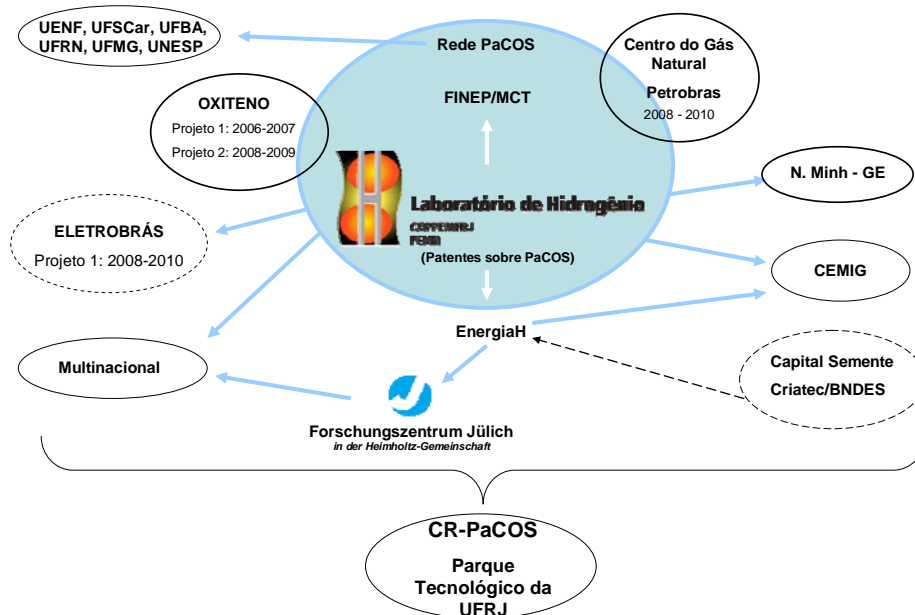 UENF, UFSCar, UFBA,
UFRN, UFMG, UNESP
Rede PaCOS
Centro do Gás
Natural
Petrobras
2008 - 2010
FINEP/MCT
OXITENO
Projeto 1: 2006-2007
Projeto 2: 2008-2009
N. Minh - GE
Laboratório de Hidrogênio
COPPE/UFRJ
(Patentes sobre PaCOS)
ELETROBRÁS
Projeto 1: 2008-2010
CEMIG
EnergiaH
Multinacional
Capital Semente
Criatec/BNDES
Forschungszentrum Jülich
in der Helmholtz-Gemeinschaft
CR-PaCOS
Parque
Tecnológico da
UFRJ